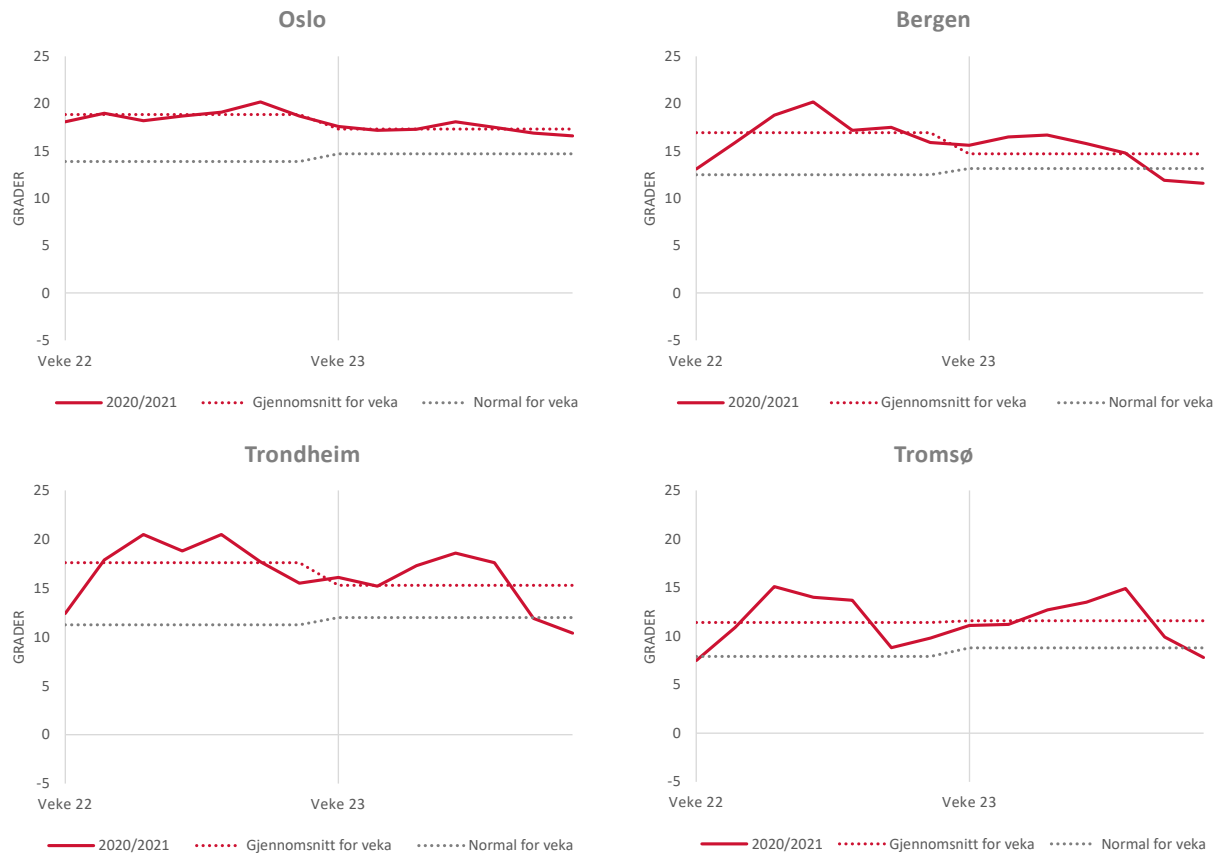 Oslo
25
20
15
10
5
0
-5
GRADER
Veke 22
Veke 23
2020/2021
Gjennomsnitt for veka
Normal for veka
Bergen
25
20
15
10
5
0
-5
GRADER
Veke 22
Veke 23
2020/2021
Gjennomsnitt for veka
Normal for veka
Trondheim
25
20
15
10
5
0
-5
GRADER
Veke 22
Veke 23
2020/2021
Gjennomsnitt for veka
Normal for veka
Tromsø
25
20
15
10
5
0
-5
GRADER
Veke 22
Veke 23
2020/2021
Gjennomsnitt for veka
Normal for veka